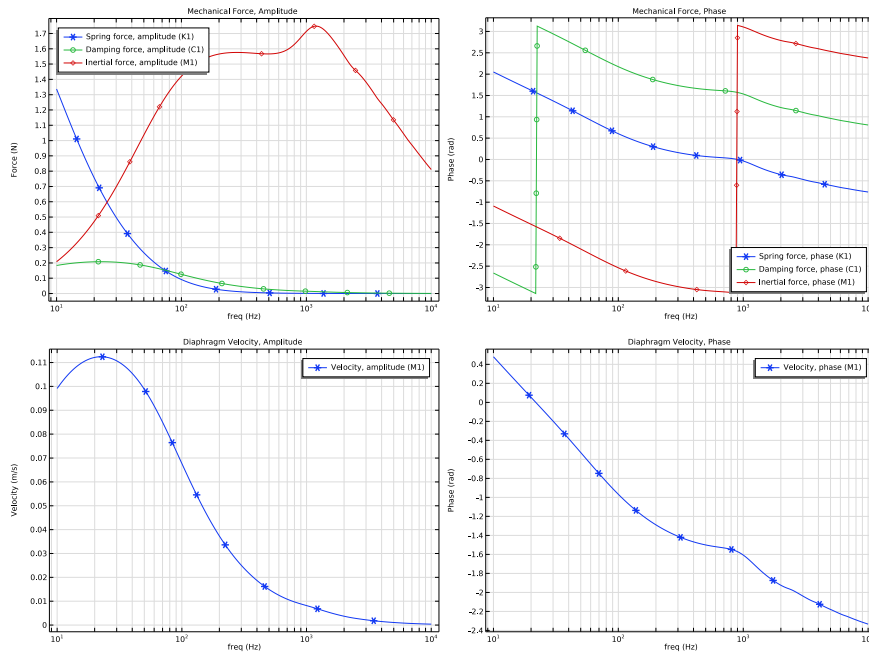 Mechanical Force, Amplitude
Spring force, amplitude (K1)
Damping force, amplitude (C1)
Inertial force, amplitude (M1)
1.7
1.6
1.5
1.4
1.3
1.2
1.1
1
0.9
0.8
0.7
0.6
0.5
0.4
0.3
0.2
0.1
0
Force (N)
10¹ 10² 10³ 10⁴
freq (Hz)
Mechanical Force, Phase
3
2.5
2
1.5
1
0.5
0
-0.5
-1
-1.5
-2
-2.5
-3
Phase (rad)
Spring force, phase (K1)
Damping force, phase (C1)
Inertial force, phase (M1)
10¹ 10² 10³ 10⁴
freq (Hz)
Diaphragm Velocity, Amplitude
Velocity, amplitude (M1)
0.11
0.1
0.09
0.08
0.07
0.06
0.05
0.04
0.03
0.02
0.01
0
Velocity (m/s)
10¹ 10² 10³ 10⁴
freq (Hz)
Diaphragm Velocity, Phase
Velocity, phase (M1)
0.4
0.2
0
-0.2
-0.4
-0.6
-0.8
-1
-1.2
-1.4
-1.6
-1.8
-2
-2.2
-2.4
Phase (rad)
10¹ 10² 10³ 10⁴
freq (Hz)